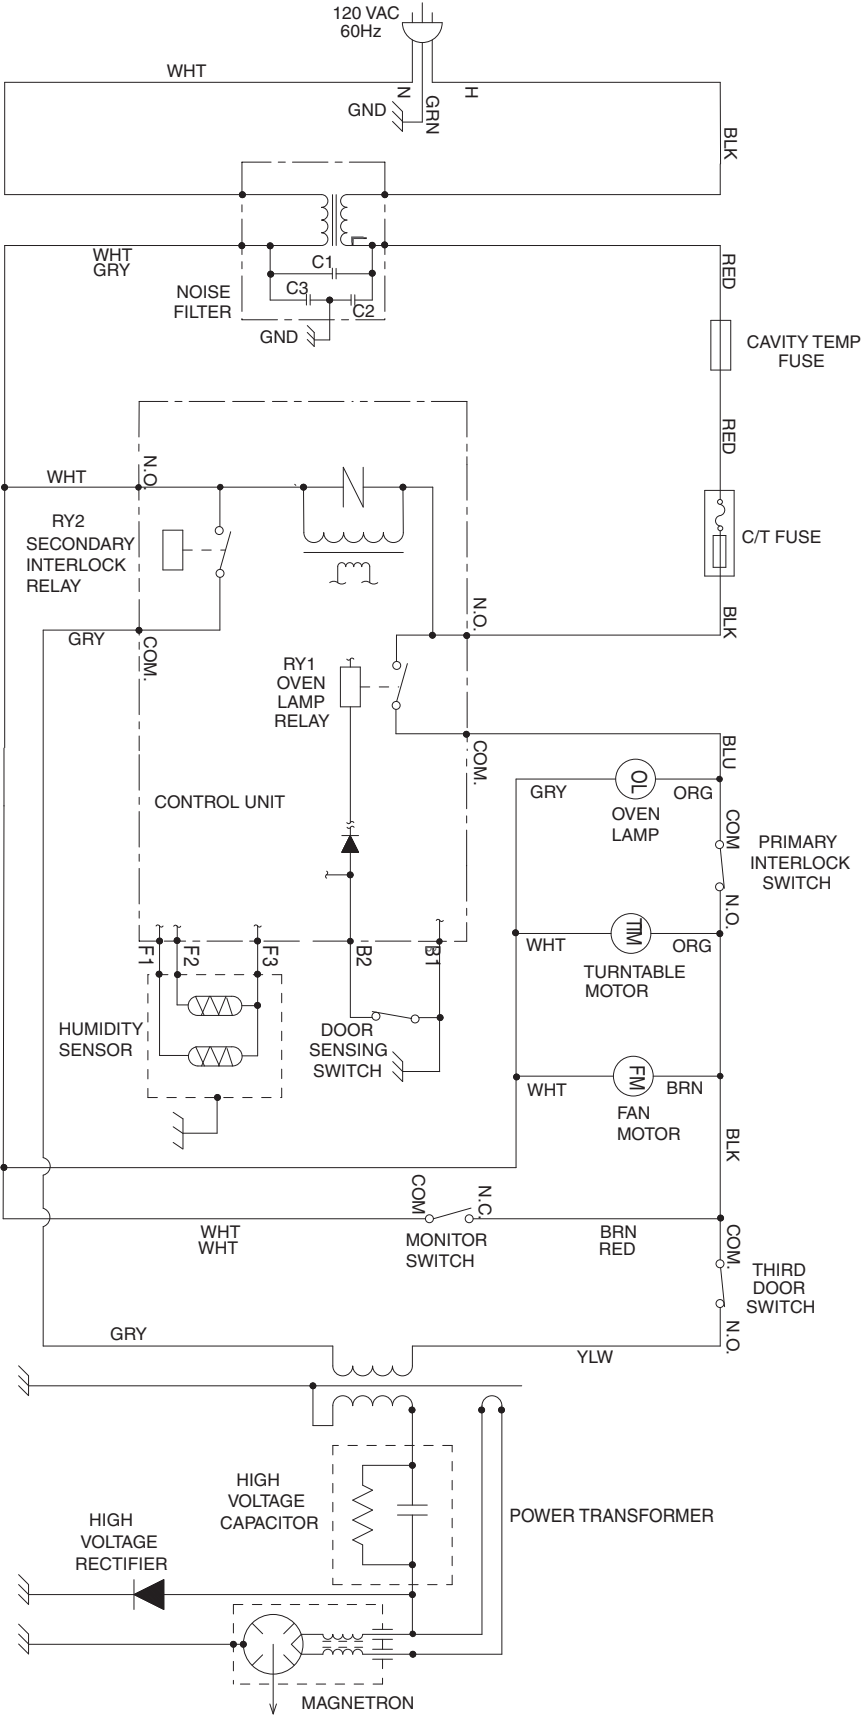 120 VAC
60Hz
WHT
N
H
GND
GRN
BLK
WHT
GRY
L
C1
C3
C2
NOISE
FILTER
GND
RED
CAVITY TEMP
FUSE
RED
WHT
N.O.
RY2
SECONDARY
INTERLOCK
RELAY
C/T FUSE
N.O.
BLK
GRY
COM.
RY1
OVEN
LAMP
RELAY
COM.
BLU
OL
GRY
ORG
OVEN
LAMP
CONTROL UNIT
COM
PRIMARY
INTERLOCK
SWITCH
N.O.
TTM
WHT
ORG
TURNTABLE
MOTOR
F1
F2
F3
B2
B1
HUMIDITY
SENSOR
DOOR
SENSING
SWITCH
FM
WHT
BRN
FAN
MOTOR
BLK
COM
N.C.
WHT
WHT
MONITOR
SWITCH
BRN
RED
COM.
THIRD
DOOR
SWITCH
N.O.
GRY
YLW
HIGH
VOLTAGE
CAPACITOR
POWER TRANSFORMER
HIGH
VOLTAGE
RECTIFIER
MAGNETRON